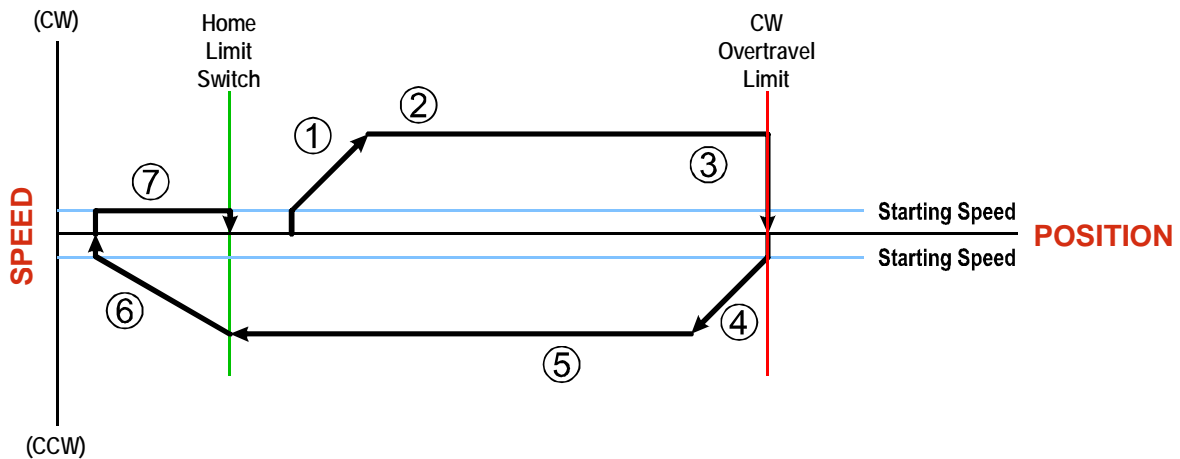 (CW)
Home
Limit
Switch
CW
Overtravel
Limit
①
②
③
⑦
SPEED
Starting Speed
POSITION
Starting Speed
⑥
④
⑤
(CCW)